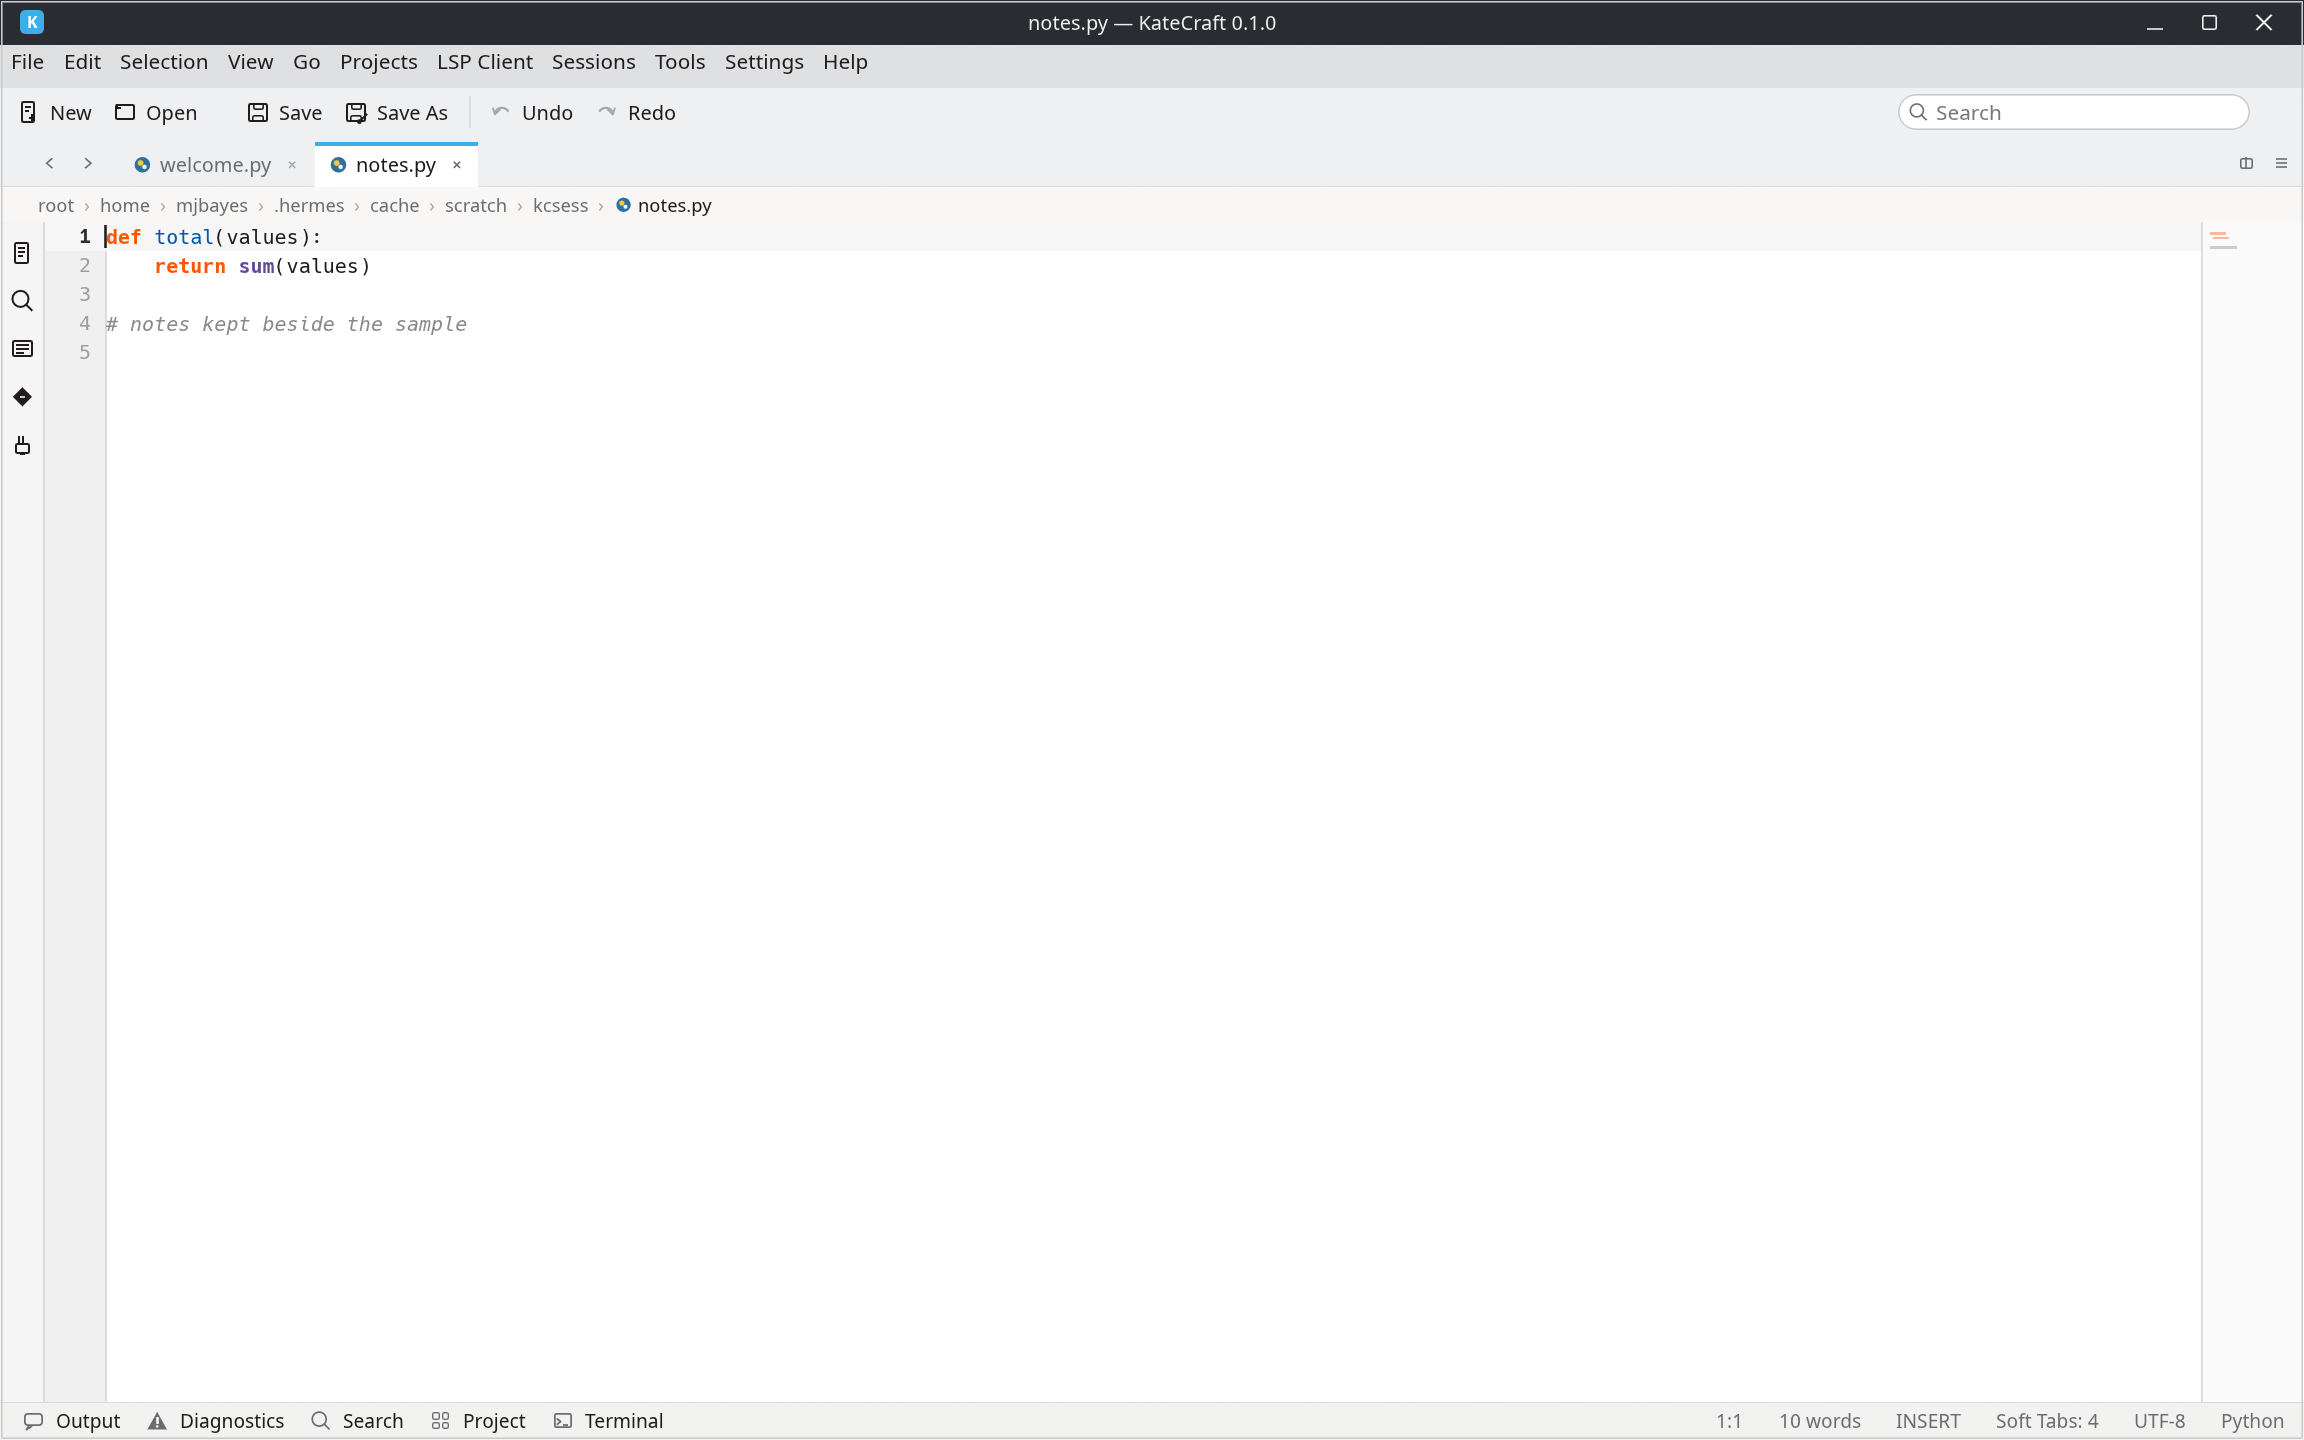 K
notes.py — KateCraft 0.1.0
File Edit Selection View Go Projects LSP Client Sessions Tools Settings Help
New Open Save Save As Undo Redo Search
welcome.py × notes.py ×
root › home › mjbayes › .hermes › cache › scratch › kcsess › notes.py
1 def total(values):
2     return sum(values)
3
4 # notes kept beside the sample
5
Output Diagnostics Search Project Terminal 1:1 10 words INSERT Soft Tabs: 4 UTF-8 Python